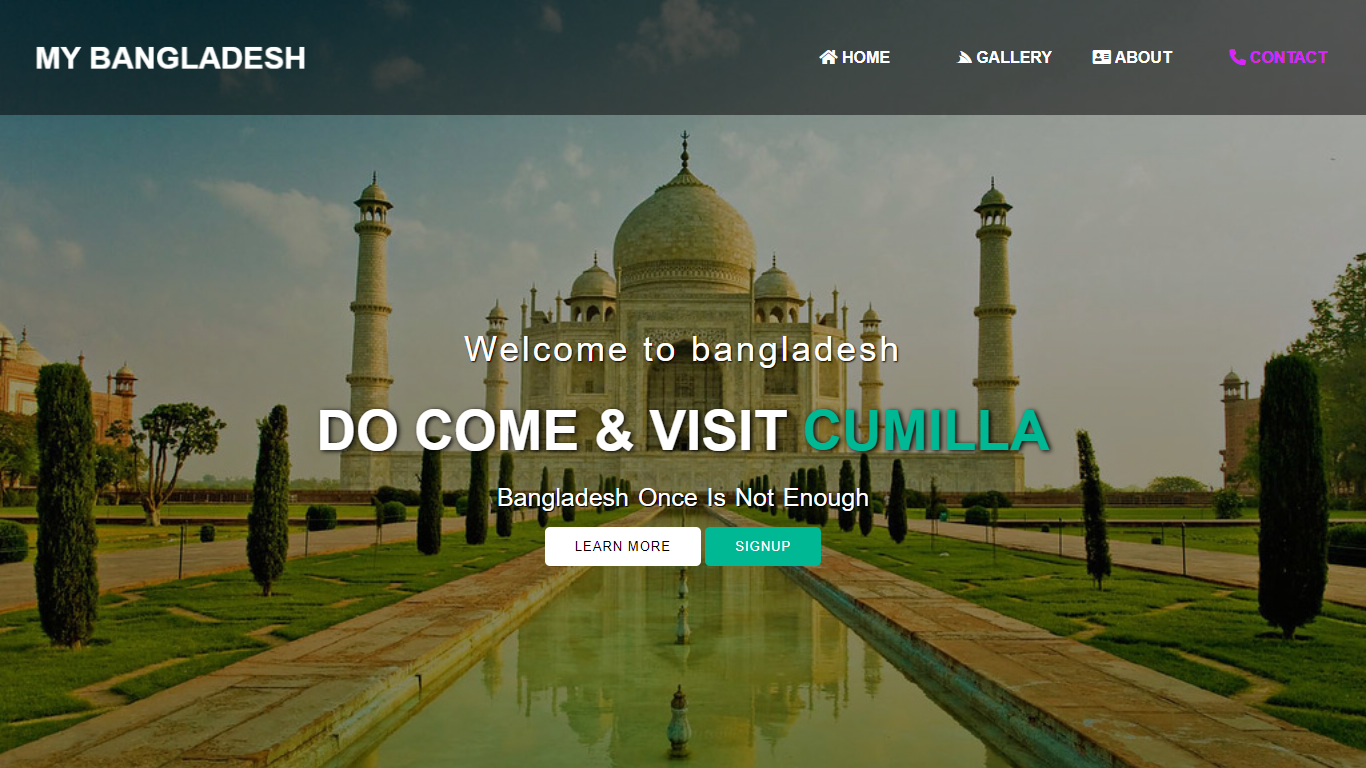 MY BANGLADESH
HOME
GALLERY
ABOUT
CONTACT
Welcome to bangladesh
DO COME & VISIT CUMILLA
Bangladesh Once Is Not Enough
LEARN MORE
SIGNUP